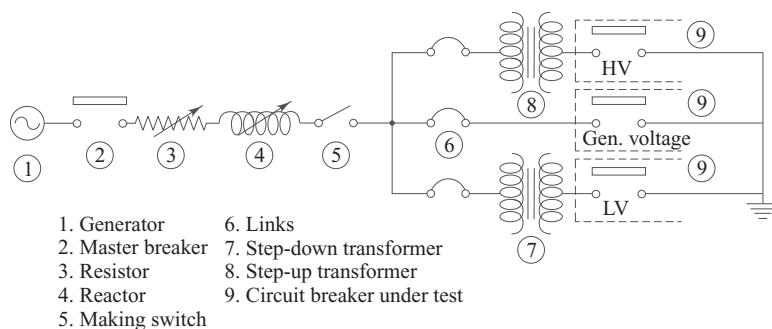 9
HV
8
9
Gen. voltage
1
2
3
4
5
6
9
LV
7
1. Generator
2. Master breaker
3. Resistor
4. Reactor
5. Making switch
6. Links
7. Step-down transformer
8. Step-up transformer
9. Circuit breaker under test